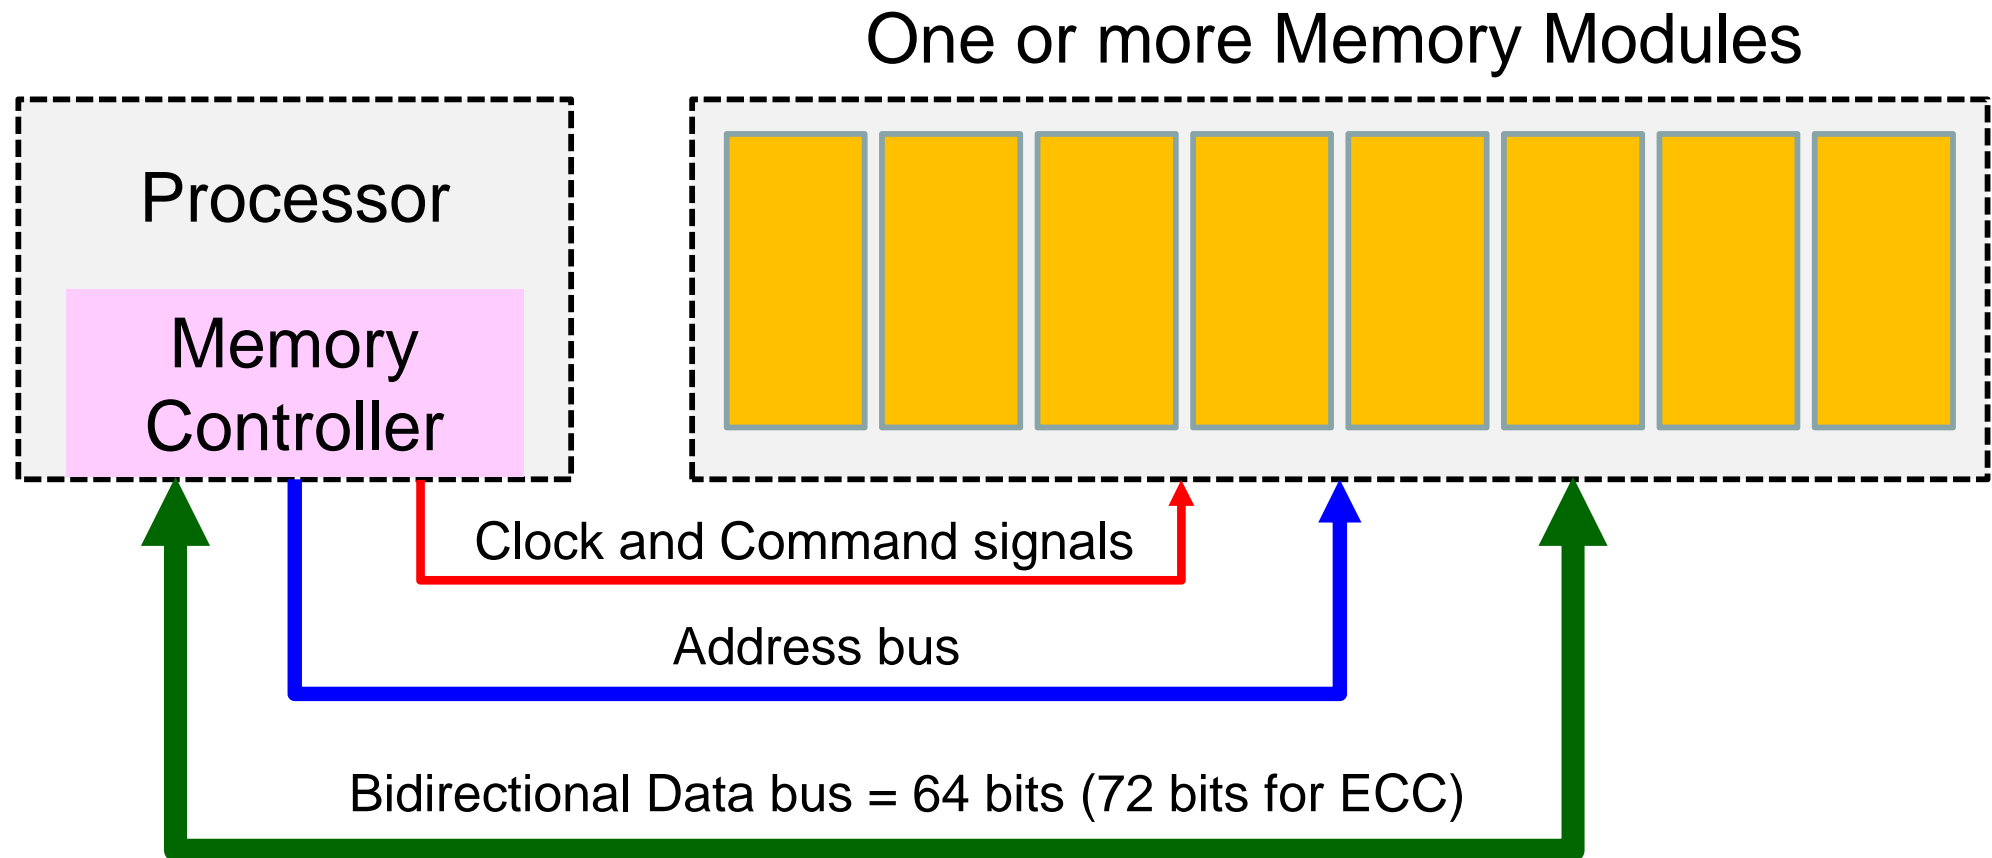 One or more Memory Modules
Processor
Memory
Controller
Clock and Command signals
Address bus
Bidirectional Data bus = 64 bits (72 bits for ECC)